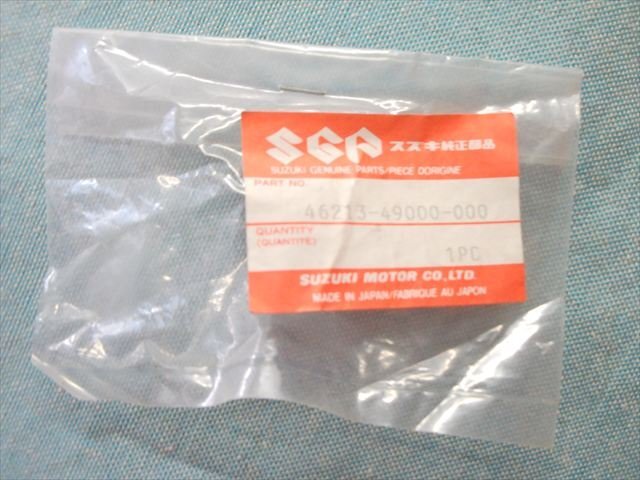 SGP スズキ純正部品
SUZUKI GENUINE PARTS/PIECE DORIGINE
PART NO.
46213-49000-000
QUANTITY
(QUANTITE)
1PC
SUZUKI MOTOR CO.,LTD.
MADE IN JAPAN/FABRIQUE AU JAPON